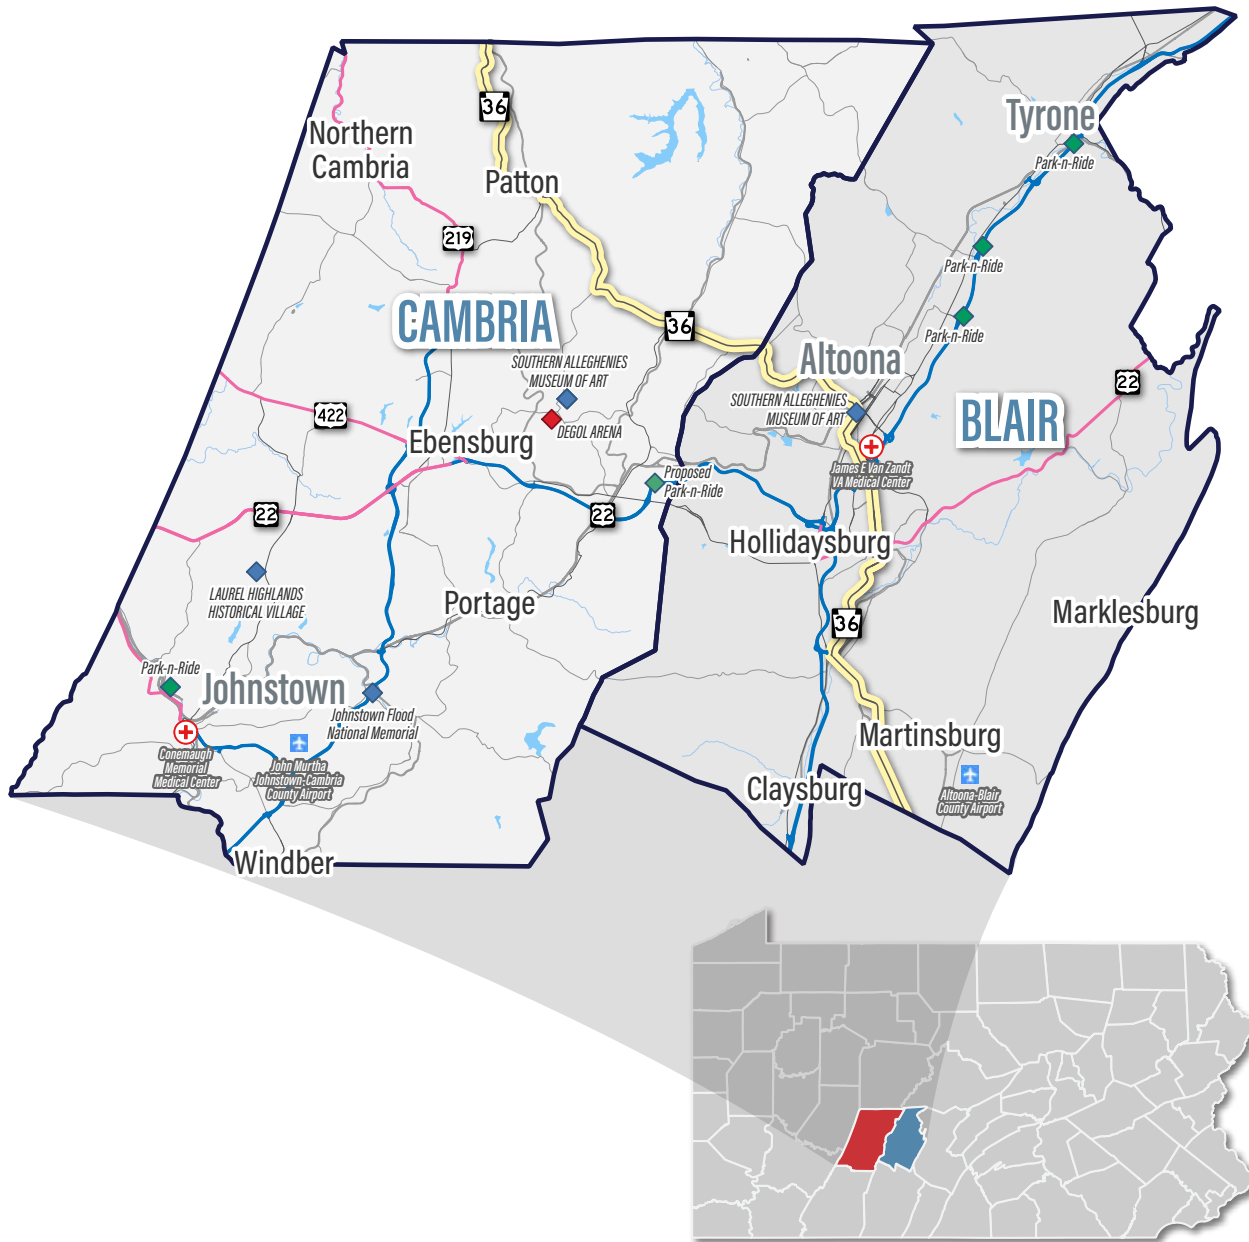 36
Tyrone
Northern
Cambria
Park-n-Ride
Patton
219
Park-n-Ride
CAMBRIA
36
Park-n-Ride
SOUTHERN ALLEGHENIES
MUSEUM OF ART
Altoona
22
SOUTHERN ALLEGHENIES
MUSEUM OF ART
422
DEGOL ARENA
BLAIR
Ebensburg
James E Van Zandt
VA Medical Center
Proposed
Park-n-Ride
22
22
Hollidaysburg
LAUREL HIGHLANDS
HISTORICAL VILLAGE
Portage
36
Marklesburg
Park-n-Ride
Johnstown
Johnstown Flood
National Memorial
Martinsburg
Conemaugh
Memorial
Medical Center
John Murtha
Johnstown-Cambria
County Airport
Claysburg
Altoona-Blair
County Airport
Windber